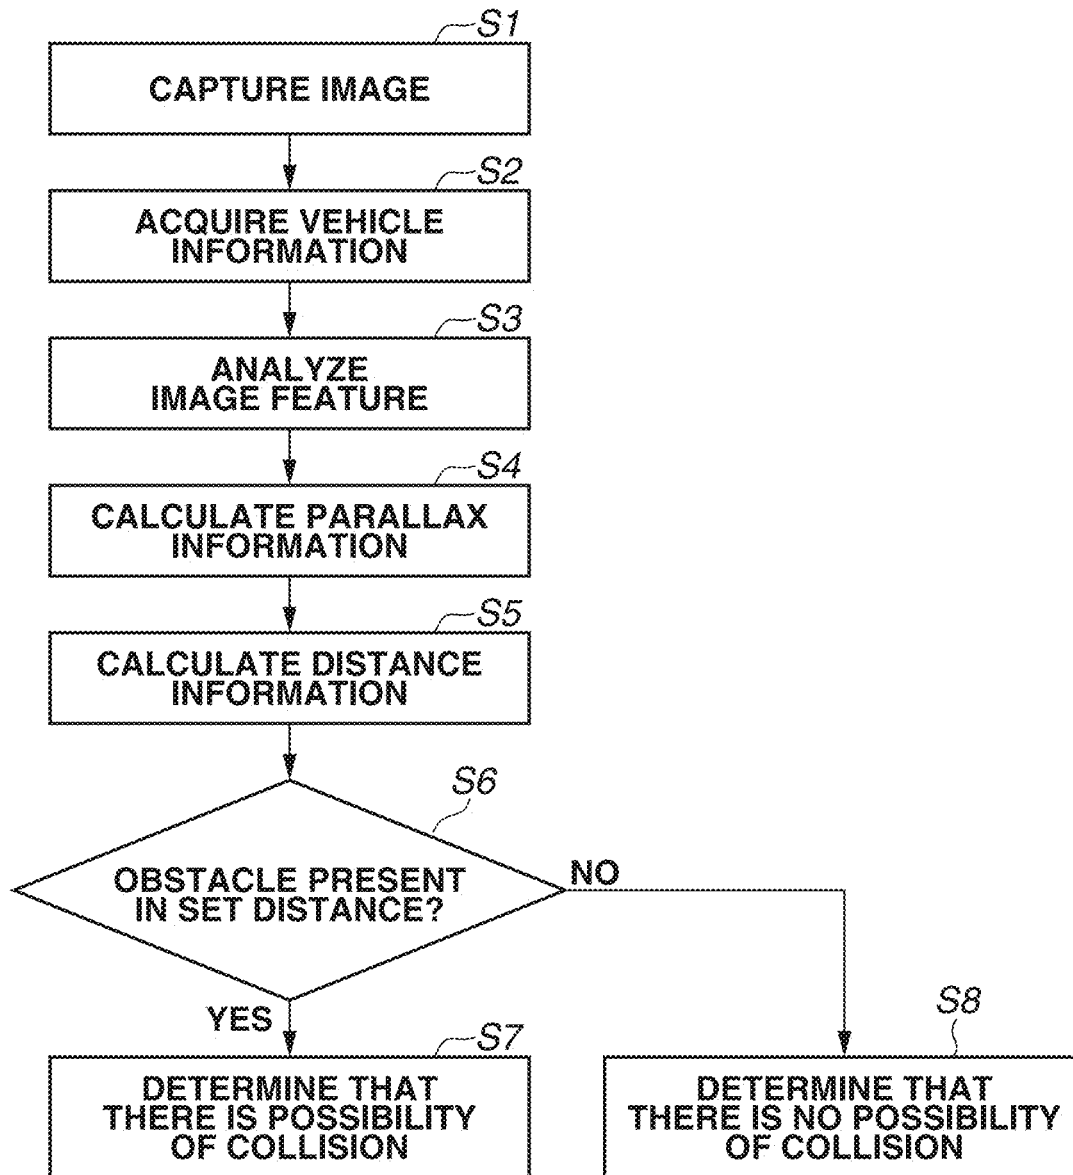 S1
CAPTURE IMAGE
S2
ACQUIRE VEHICLE
INFORMATION
S3
ANALYZE
IMAGE FEATURE
S4
CALCULATE PARALLAX
INFORMATION
S5
CALCULATE DISTANCE
INFORMATION
S6
OBSTACLE PRESENT
IN SET DISTANCE?
NO
YES
S7
DETERMINE THAT
THERE IS POSSIBILITY
OF COLLISION
S8
DETERMINE THAT
THERE IS NO POSSIBILITY
OF COLLISION